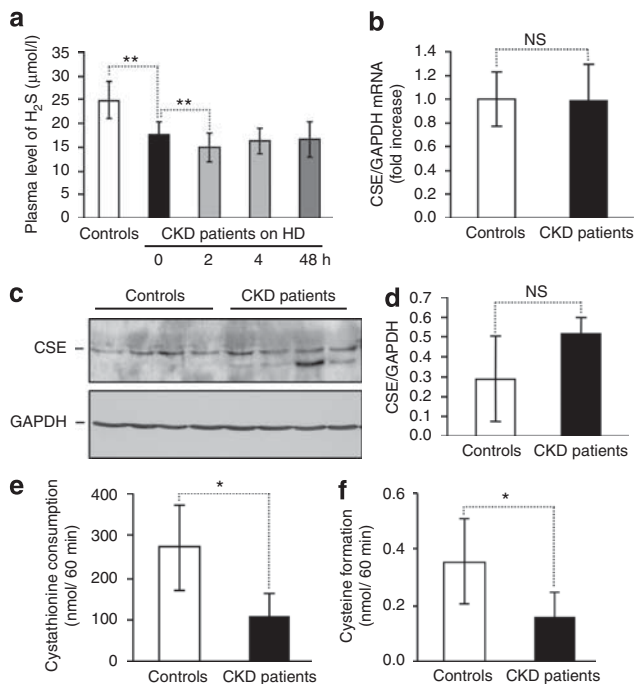 a
Plasma level of H2S (μmol/l)
35
30
25
20
15
10
5
0
**
**
Controls
CKD patients on HD
0 2 4 48 h
b
CSE/GAPDH mRNA
(fold increase)
1.4
1.2
1.0
0.8
0.6
0.4
0.2
0.0
NS
Controls CKD patients
c
Controls CKD patients
CSE
GAPDH
d
CSE/GAPDH
0.7
0.6
0.5
0.4
0.3
0.2
0.1
0.0
NS
Controls CKD patients
e
Cystathionine consumption
(nmol/ 60 min)
400
300
200
100
0
*
Controls CKD patients
f
Cysteine formation
(nmol/ 60 min)
0.6
0.4
0.2
0
*
Controls CKD patients